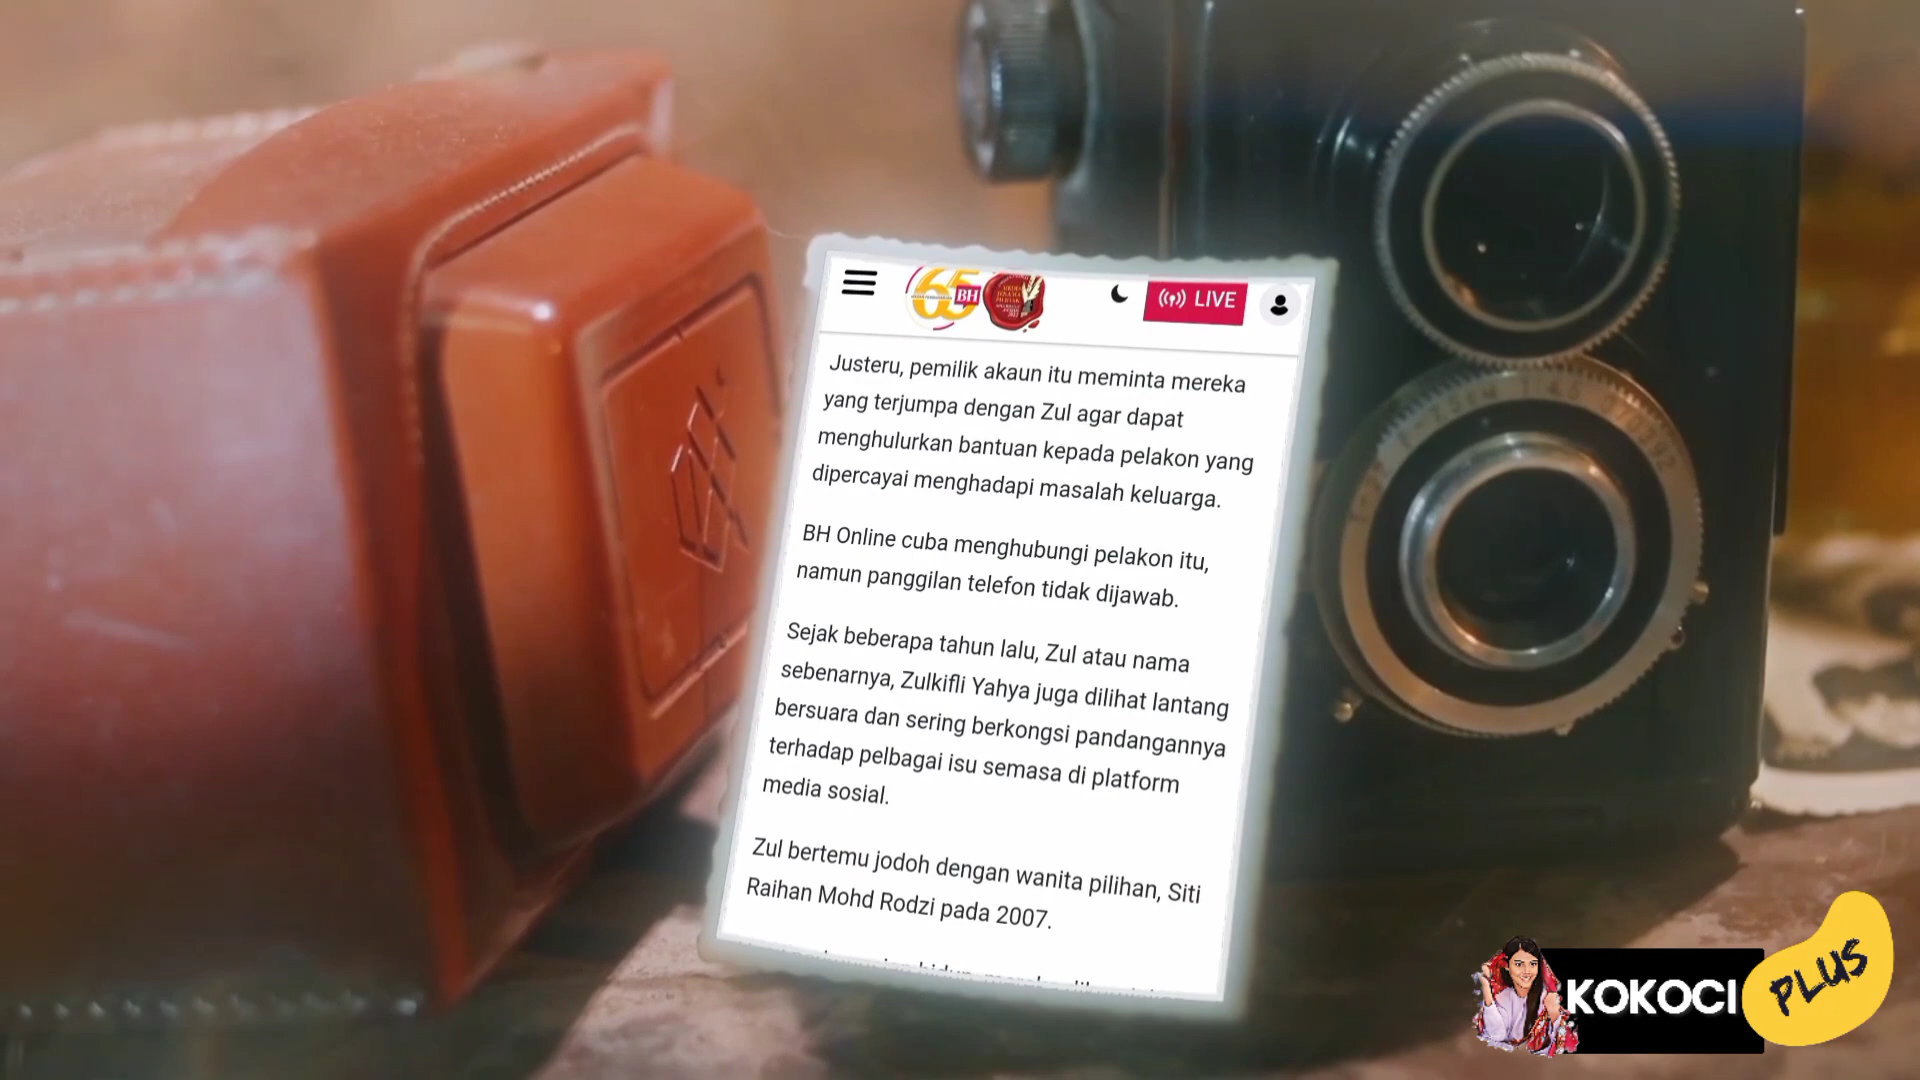 65
BH
LIVE
Justeru, pemilik akaun itu meminta mereka
yang terjumpa dengan Zul agar dapat
menghulurkan bantuan kepada pelakon yang
dipercayai menghadapi masalah keluarga.
BH Online cuba menghubungi pelakon itu,
namun panggilan telefon tidak dijawab.
Sejak beberapa tahun lalu, Zul atau nama
sebenarnya, Zulkifli Yahya juga dilihat lantang
bersuara dan sering berkongsi pandangannya
terhadap pelbagai isu semasa di platform
media sosial.
Zul bertemu jodoh dengan wanita pilihan, Siti
Raihan Mohd Rodzi pada 2007.
KOKOCI
PLUS